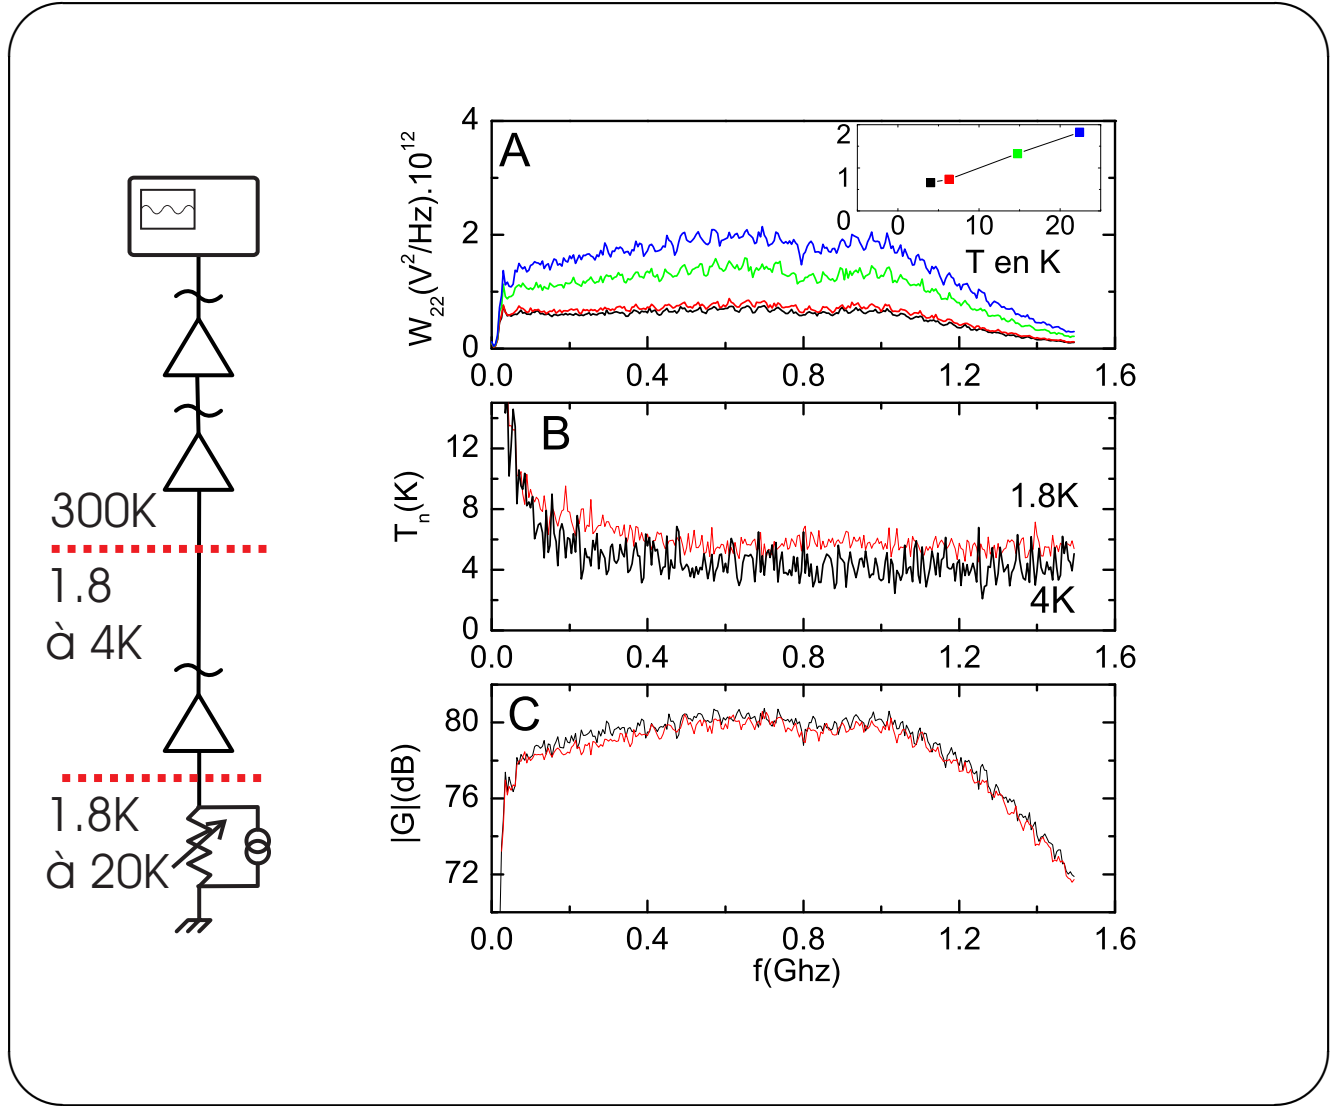 300K
1.8
à 4K
1.8K
à 20K
A
4
2
0
W22(V²/Hz).10¹²
0.0 0.4 0.8 1.2 1.6
2
1
0
0 10 20
T en K
B
12
8
4
0
Tn(K)
1.8K
4K
0.0 0.4 0.8 1.2 1.6
C
80
76
72
|G|(dB)
0.0 0.4 0.8 1.2 1.6
f(Ghz)